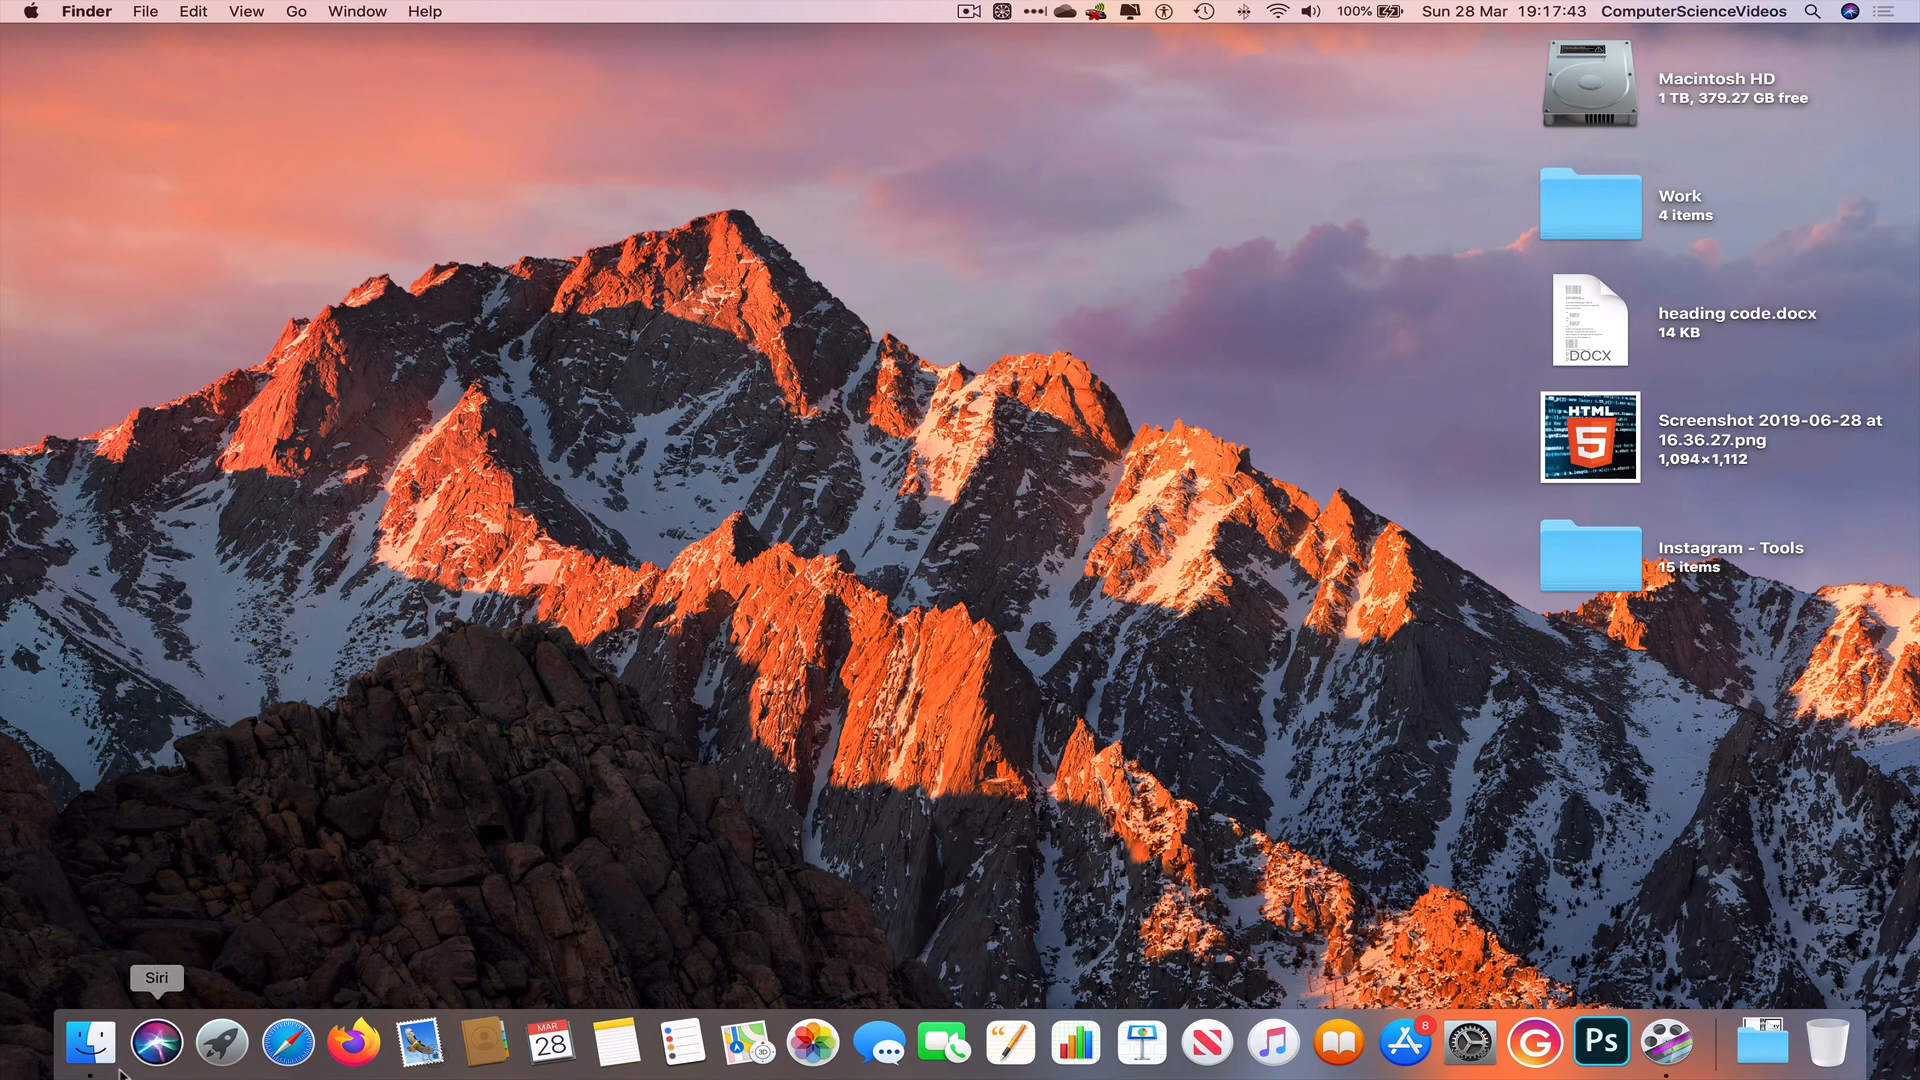 Finder File Edit View Go Window Help 100% Sun 28 Mar 19:17:43 ComputerScienceVideos
Macintosh HD
1 TB, 379.27 GB free
Work
4 items
heading code.docx
14 KB
DOCX
HTML
5
Screenshot 2019-06-28 at
16.36.27.png
1,094×1,112
Instagram - Tools
15 items
Siri
MAR
28
3D
8
Ps